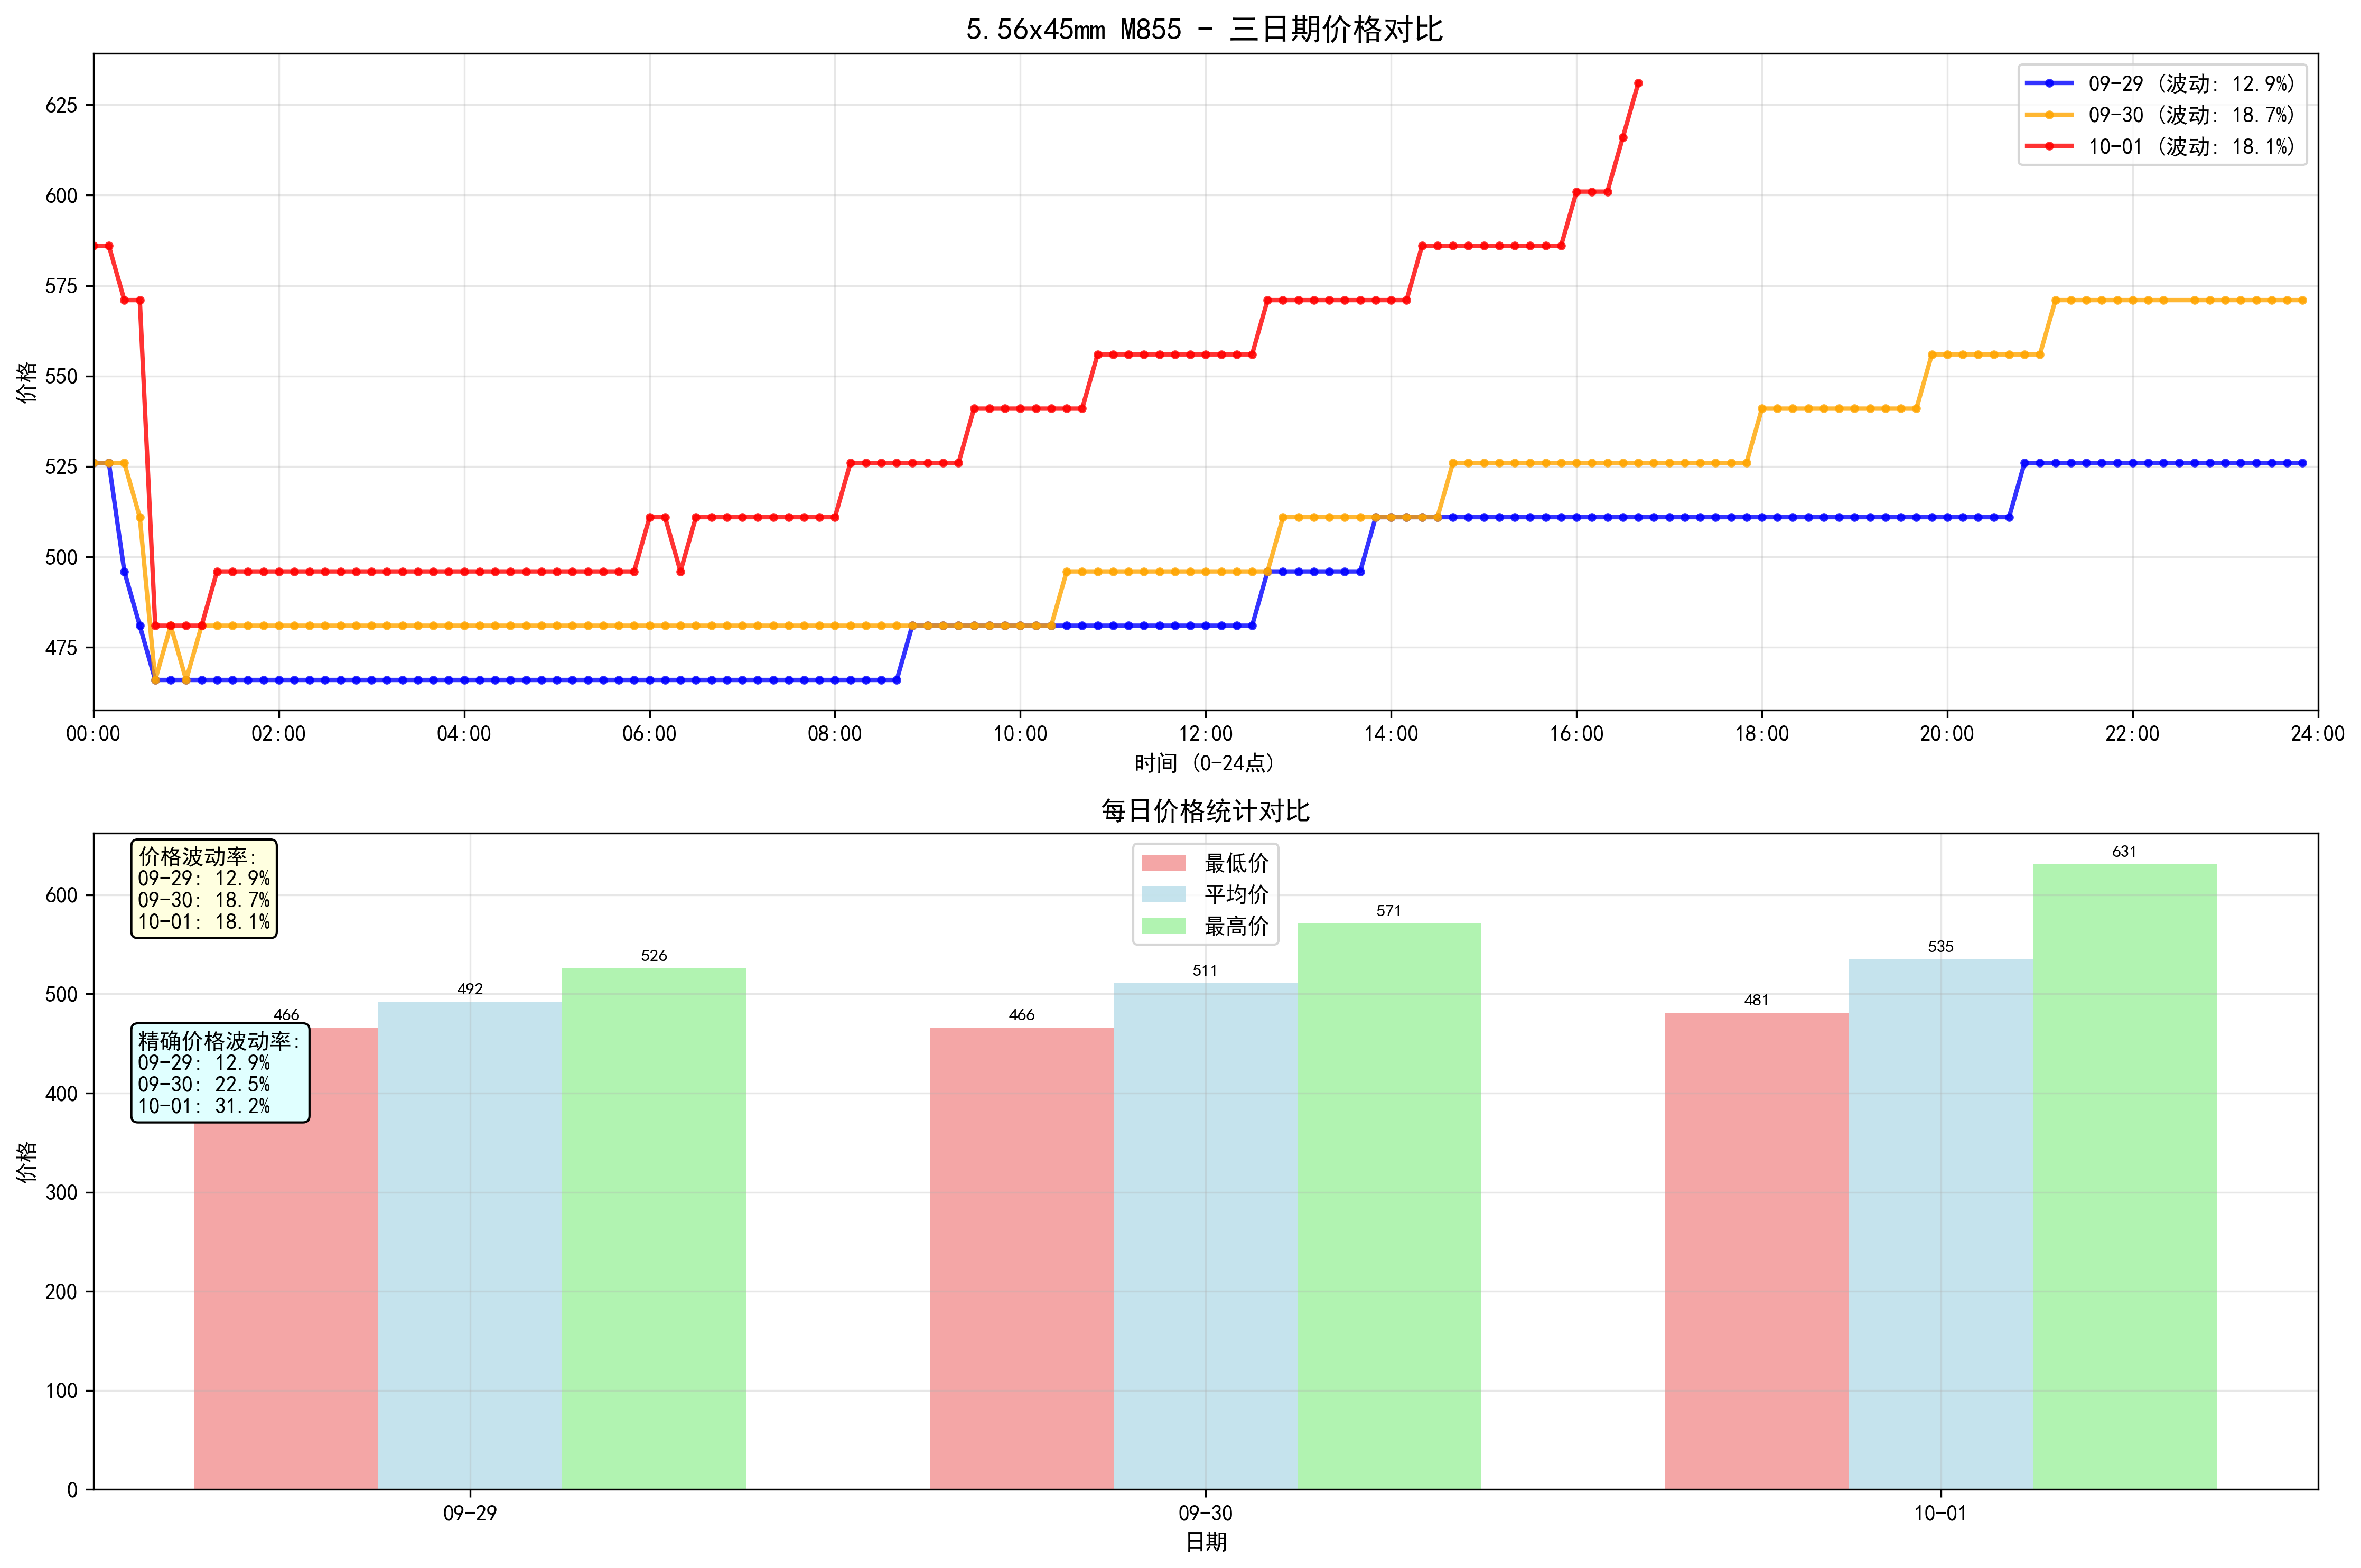 5.56x45mm M855 - 三日期价格对比
625
600
575
550
525
500
475
价格
09-29 (波动: 12.9%)
09-30 (波动: 18.7%)
10-01 (波动: 18.1%)
00:00 02:00 04:00 06:00 08:00 10:00 12:00 14:00 16:00 18:00 20:00 22:00 24:00
时间 (0-24点)
每日价格统计对比
价格波动率:
09-29: 12.9%
09-30: 18.7%
10-01: 18.1%
精确价格波动率:
09-29: 12.9%
09-30: 22.5%
10-01: 31.2%
最低价
平均价
最高价
466
492
526
466
511
571
481
535
631
600
500
400
300
200
100
0
价格
09-29 09-30 10-01
日期